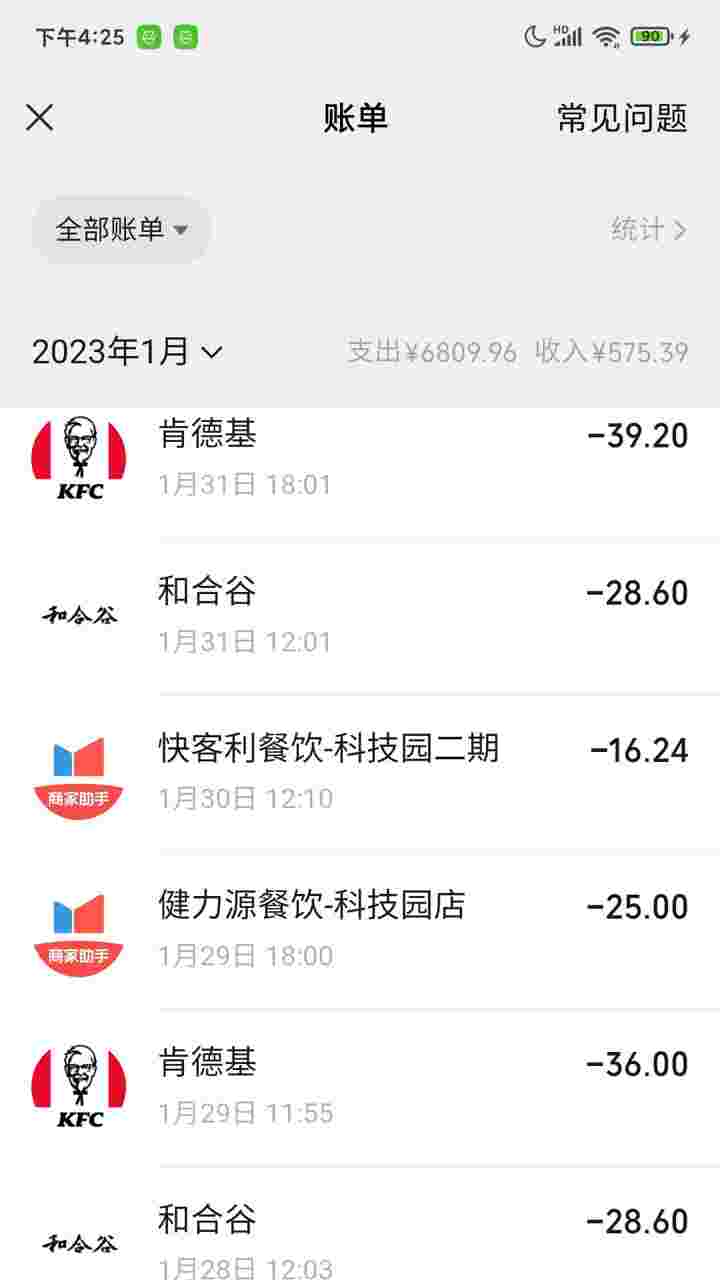 下午4:25
HD
90
账单
常见问题
全部账单
统计
2023年1月
支出¥6809.96 收入¥575.39
肯德基
-39.20
1月31日 18:01
KFC
和合谷
和合谷
-28.60
1月31日 12:01
快客利餐饮-科技园二期
-16.24
商家助手
1月30日 12:10
健力源餐饮-科技园店
-25.00
商家助手
1月29日 18:00
肯德基
-36.00
1月29日 11:55
KFC
和合谷
和合谷
-28.60
1月28日 12:03